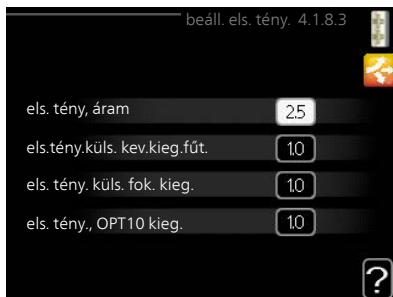 beáll. els. tény. 4.1.8.3
els. tény, áram 2.5
els.tény.küls. kev.kieg.fűt. 1.0
els. tény. küls. fok. kieg. 1.0
els. tény., OPT10 kieg. 1.0
?